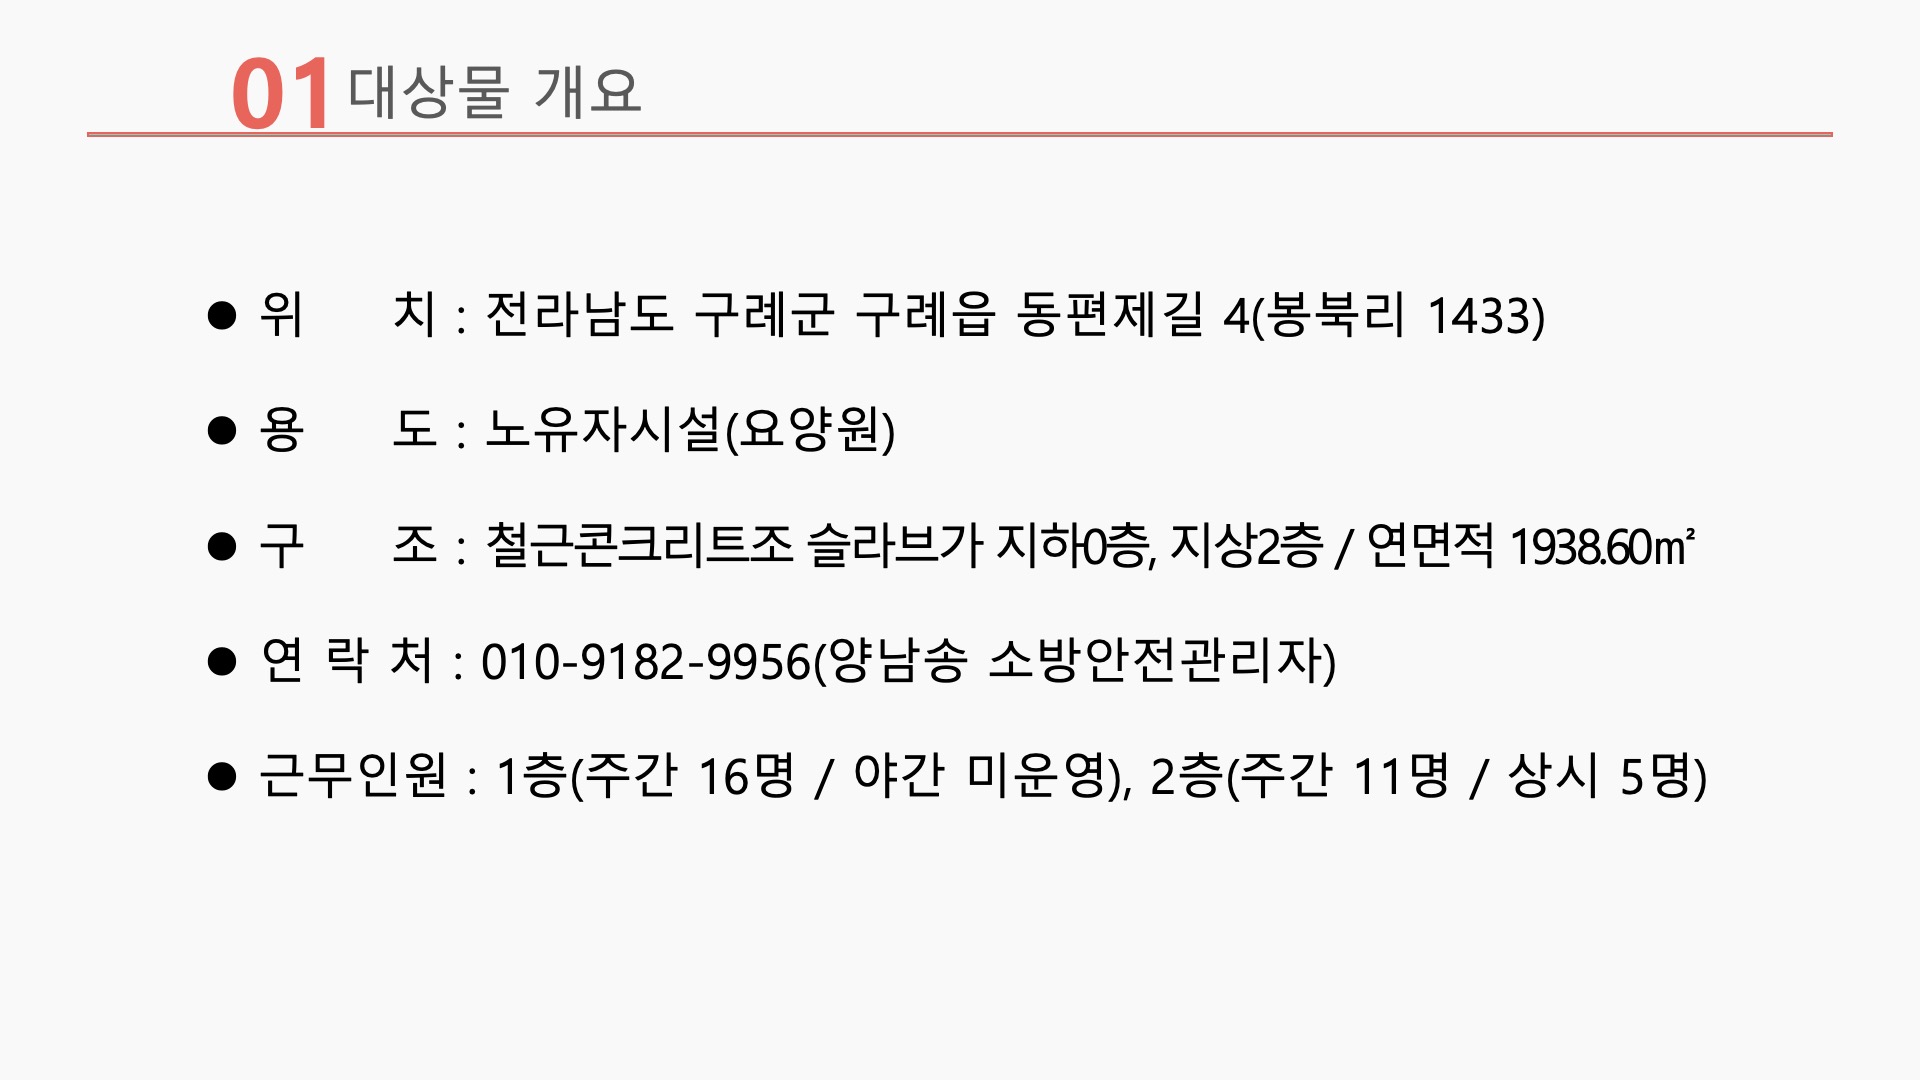 01 대상물 개요
● 위 치 : 전라남도 구례군 구례읍 동편제길 4(봉북리 1433)
● 용 도 : 노유자시설(요양원)
● 구 조 : 철근콘크리트조 슬라브가 지하0층, 지상2층 / 연면적 1938.60㎡
● 연 락 처 : 010-9182-9956(양남송 소방안전관리자)
● 근무인원 : 1층(주간 16명 / 야간 미운영), 2층(주간 11명 / 상시 5명)